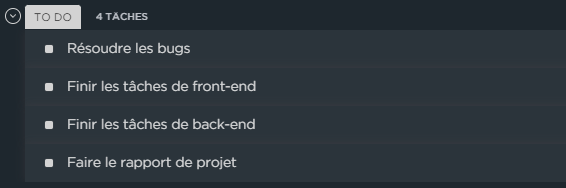 TO DO 4 TÂCHES
Résoudre les bugs
Finir les tâches de front-end
Finir les tâches de back-end
Faire le rapport de projet